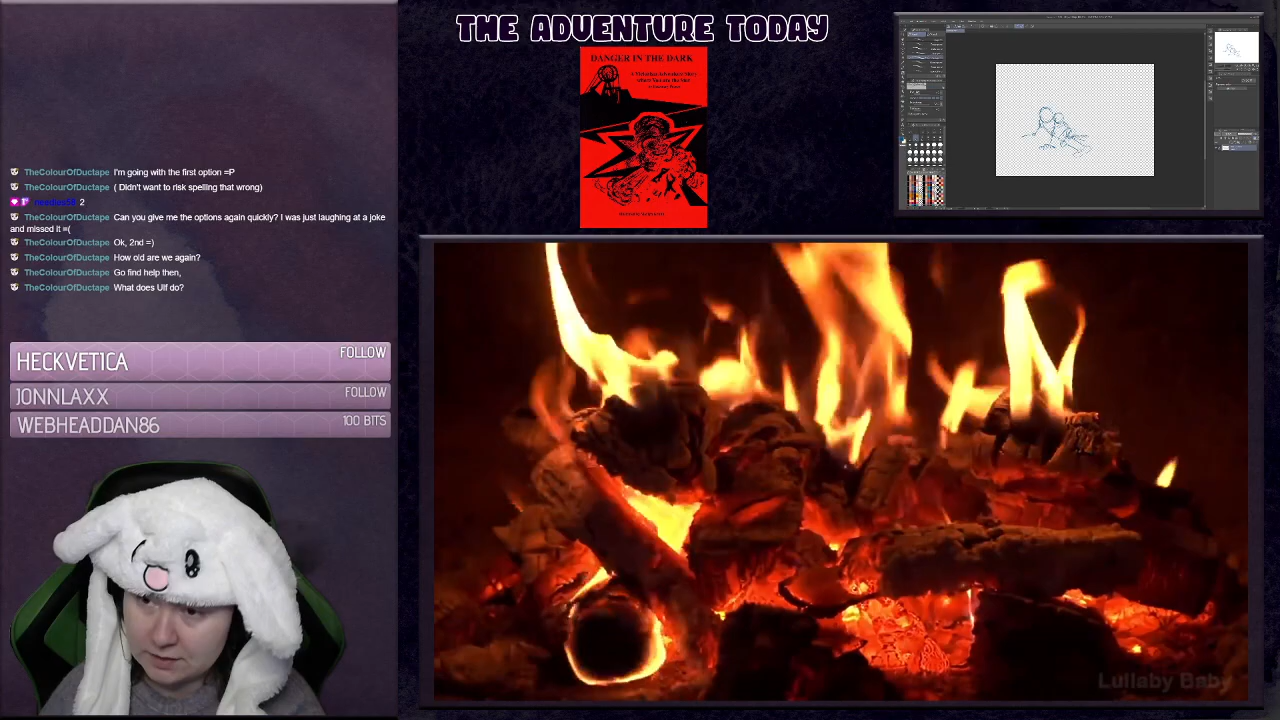 THE ADVENTURE TODAY
DANGER IN THE DARK
TheColourOfDuctape I'm going with the first option =P
TheColourOfDuctape ( Didn't want to risk spelling that wrong)
2
TheColourOfDuctape Can you give me the options again quickly? I was just laughing at a joke
and missed it =(
TheColourOfDuctape Ok, 2nd =)
TheColourOfDuctape How old are we again?
TheColourOfDuctape Go find help then,
TheColourOfDuctape What does Ulf do?
HECKVETICA FOLLOW
JONNLAXX FOLLOW
WEBHEADDAN86 100 BITS
Lullaby Baby